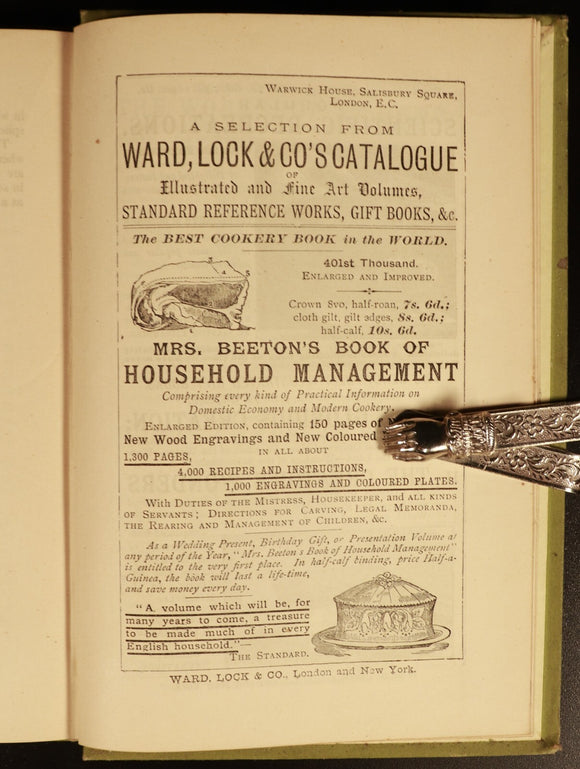 WARWICK HOUSE, SALISBURY SQUARE,
LONDON, E.C.
A SELECTION FROM
WARD, LOCK & CO'S CATALOGUE
OF
Illustrated and Fine Art Volumes,
STANDARD REFERENCE WORKS, GIFT BOOKS, &c.
The BEST COOKERY BOOK in the WORLD.
401st Thousand.
ENLARGED AND IMPROVED.
Crown 8vo, half-roan, 7s. 6d.;
cloth gilt, gilt edges, 8s. 6d.;
half-calf, 10s. 6d.
MRS. BEETON'S BOOK OF
HOUSEHOLD MANAGEMENT
Comprising every kind of Practical Information on
Domestic Economy and Modern Cookery,
ENLARGED EDITION, containing 150 pages of
New Wood Engravings and New Coloured
IN ALL ABOUT
1,300 PAGES,
4,000 RECIPES AND INSTRUCTIONS,
1,000 ENGRAVINGS AND COLOURED PLATES.
With DUTIES OF THE MISTRESS, HOUSEKEEPER, and ALL KINDS
OF SERVANTS; DIRECTIONS FOR CARVING, LEGAL MEMORANDA,
THE REARING AND MANAGEMENT OF CHILDREN, &c.
As a Wedding Present, Birthday Gift, or Presentation Volume at
any period of the Year, "Mrs. Beeton's Book of Household Management"
is entitled to the very first place. In half-calf binding, price Half-a-
Guinea, the book will last a life-time,
and save money every day.
"A volume which will be, for
many years to come, a treasure
to be made much of in every
English household."—
THE STANDARD.
WARD, LOCK & CO., London and New York.